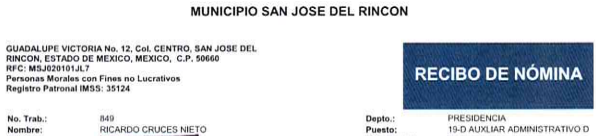 MUNICIPIO SAN JOSE DEL RINCON
GUADALUPE VICTORIA No. 12, Col. CENTRO, SAN JOSE DEL
RINCON, ESTADO DE MEXICO, MEXICO, C.P. 50660
RFC: MSJ020101JL7
Personas Morales con Fines no Lucrativos
Registro Patronal IMSS: 35124
RECIBO DE NÓMINA
No. Trab.: 849 Depto.: PRESIDENCIA
Nombre: RICARDO CRUCES NIETO Puesto: 19-D AUXLIAR ADMINISTRATIVO D